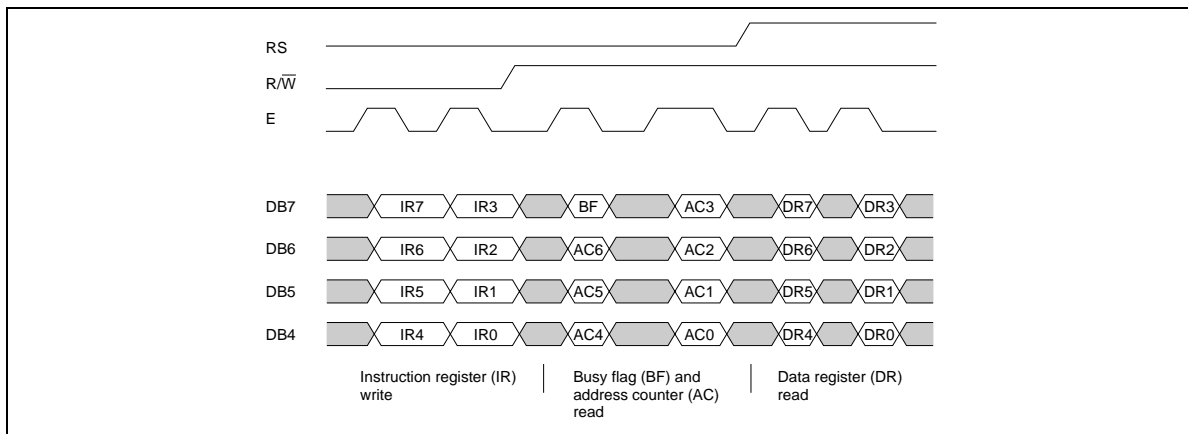 RS
R/W̅
E
DB7 IR7 IR3 BF AC3 DR7 DR3
DB6 IR6 IR2 AC6 AC2 DR6 DR2
DB5 IR5 IR1 AC5 AC1 DR5 DR1
DB4 IR4 IR0 AC4 AC0 DR4 DR0
Instruction register (IR)
write
Busy flag (BF) and
address counter (AC)
read
Data register (DR)
read